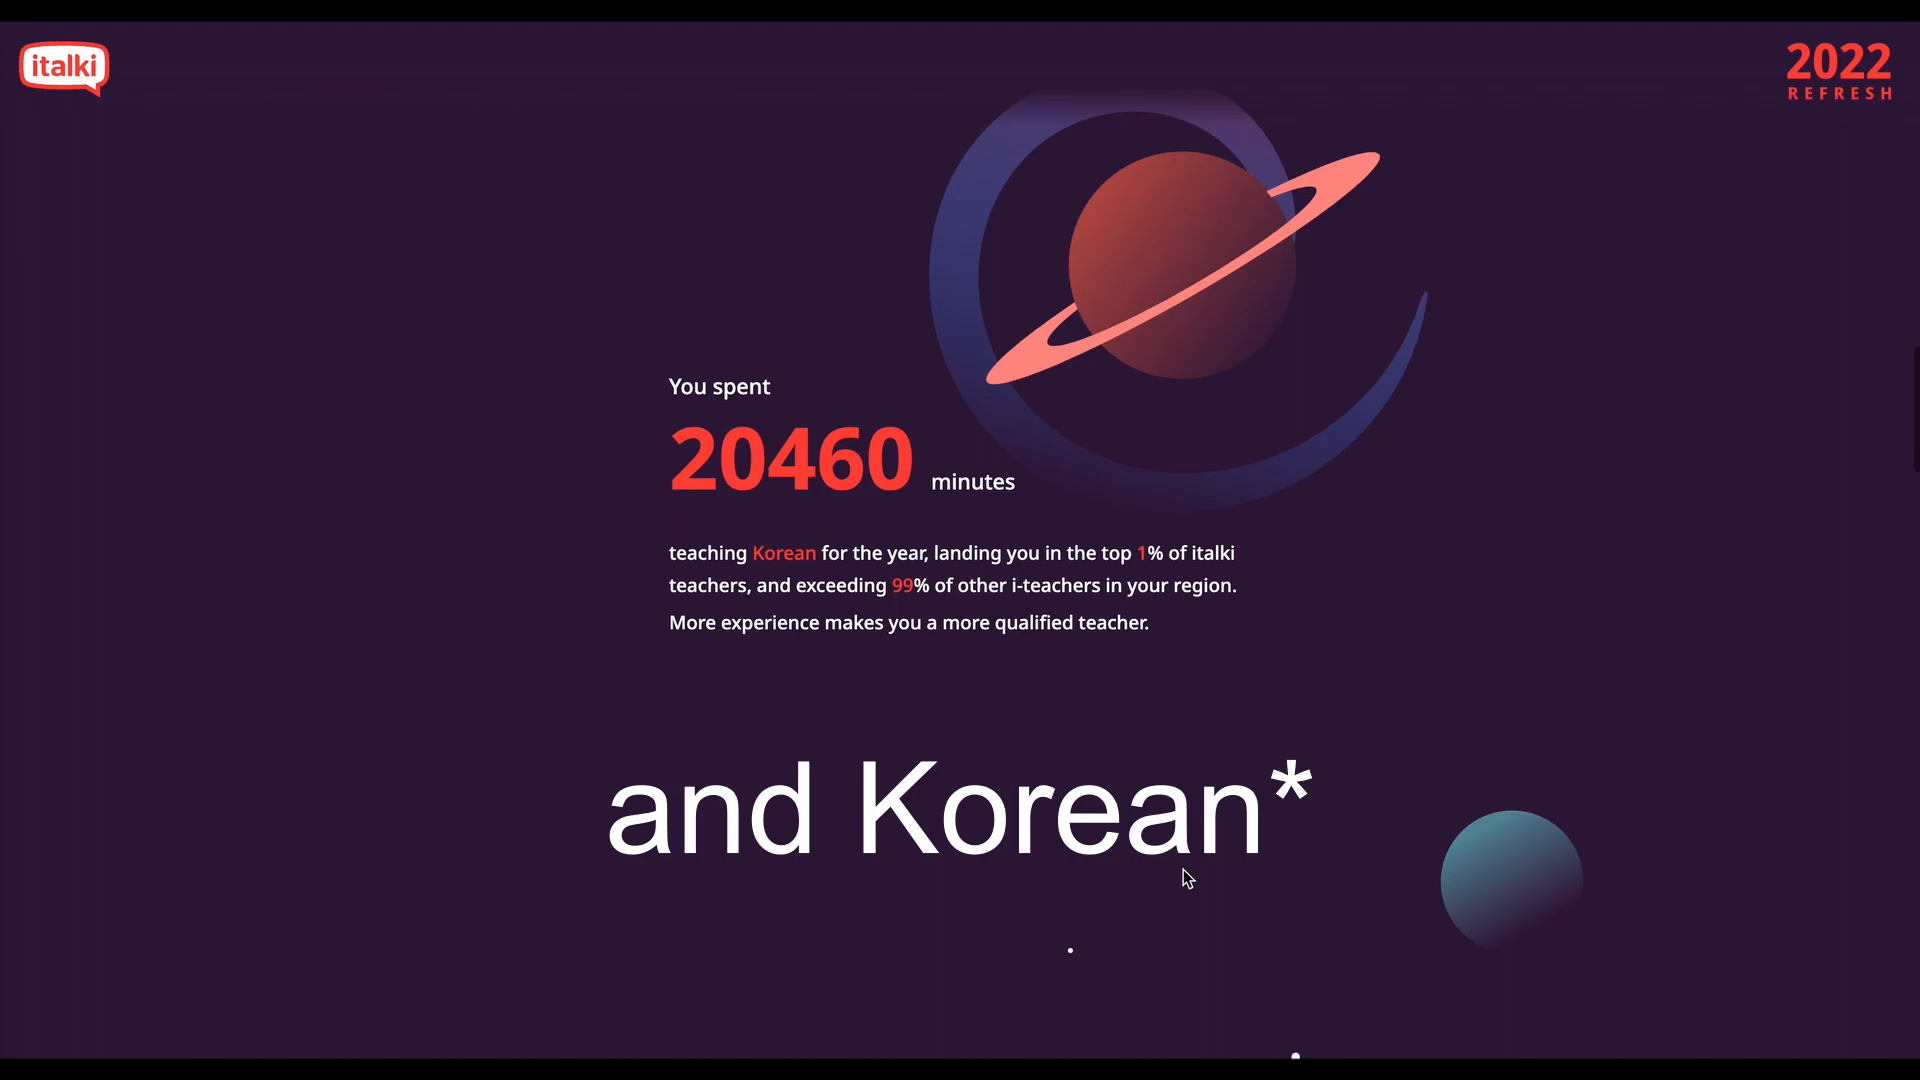 italki
2022
REFRESH
You spent
20460 minutes
teaching Korean for the year, landing you in the top 1% of italki
teachers, and exceeding 99% of other i-teachers in your region.
More experience makes you a more qualified teacher.
and Korean*